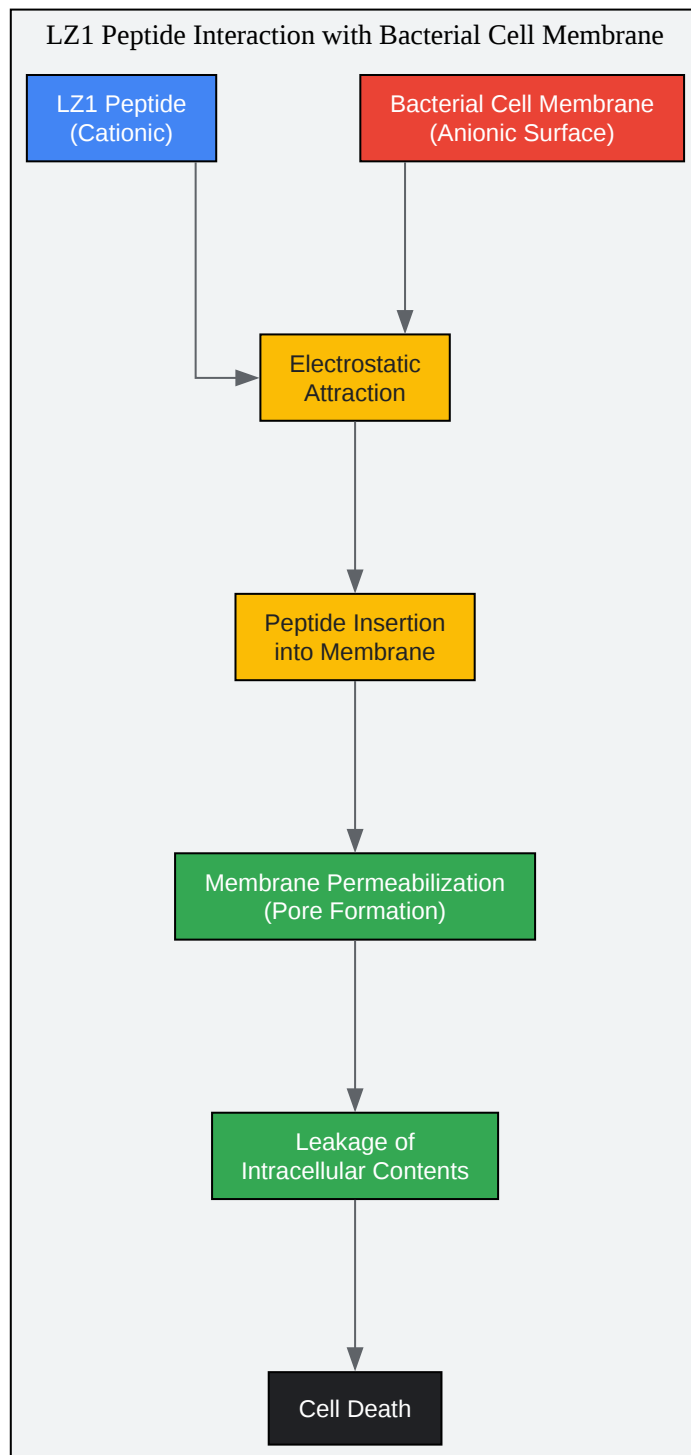 LZ1 Peptide Interaction with Bacterial Cell Membrane
LZ1 Peptide
(Cationic)
Bacterial Cell Membrane
(Anionic Surface)
Electrostatic
Attraction
Peptide Insertion
into Membrane
Membrane Permeabilization
(Pore Formation)
Leakage of
Intracellular Contents
Cell Death